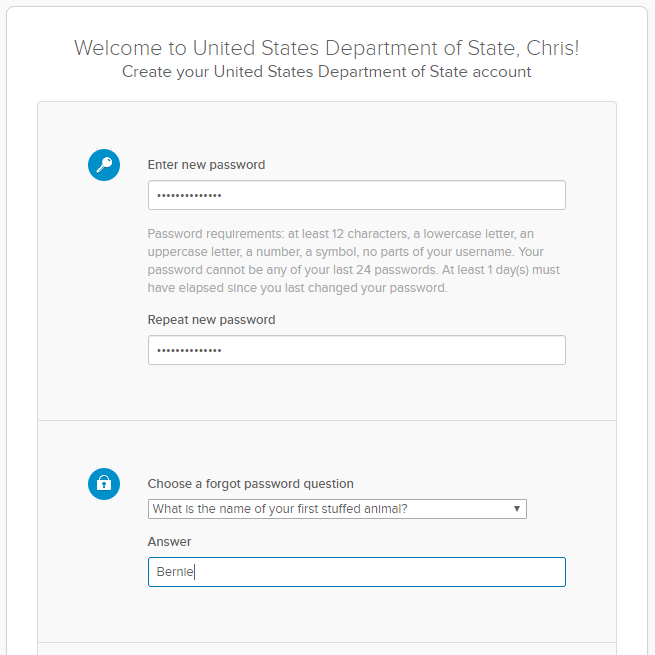 Welcome to United States Department of State, Chris!
Create your United States Department of State account
Enter new password
••••••••••••••
Password requirements: at least 12 characters, a lowercase letter, an
uppercase letter, a number, a symbol, no parts of your username. Your
password cannot be any of your last 24 passwords. At least 1 day(s) must
have elapsed since you last changed your password.
Repeat new password
••••••••••••••
Choose a forgot password question
What is the name of your first stuffed animal?
Answer
Bernie